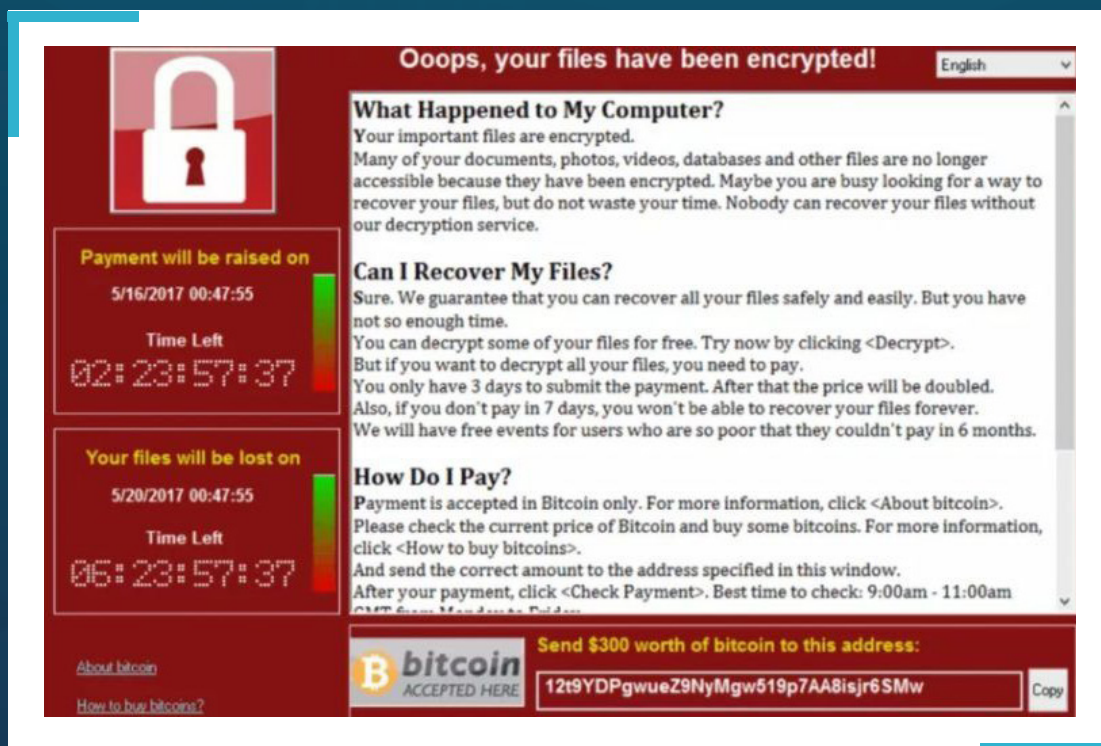 Ooops, your files have been encrypted!
English
Payment will be raised on
5/16/2017 00:47:55
Time Left
02:23:57:37
Your files will be lost on
5/20/2017 00:47:55
Time Left
06:23:57:37
About bitcoin
How to buy bitcoins?
What Happened to My Computer?
Your important files are encrypted.
Many of your documents, photos, videos, databases and other files are no longer
accessible because they have been encrypted. Maybe you are busy looking for a way to
recover your files, but do not waste your time. Nobody can recover your files without
our decryption service.
Can I Recover My Files?
Sure. We guarantee that you can recover all your files safely and easily. But you have
not so enough time.
You can decrypt some of your files for free. Try now by clicking <Decrypt>.
But if you want to decrypt all your files, you need to pay.
You only have 3 days to submit the payment. After that the price will be doubled.
Also, if you don't pay in 7 days, you won't be able to recover your files forever.
We will have free events for users who are so poor that they couldn't pay in 6 months.
How Do I Pay?
Payment is accepted in Bitcoin only. For more information, click <About bitcoin>.
Please check the current price of Bitcoin and buy some bitcoins. For more information,
click <How to buy bitcoins>.
And send the correct amount to the address specified in this window.
After your payment, click <Check Payment>. Best time to check: 9:00am - 11:00am
GMT from Monday to Friday
bitcoin
ACCEPTED HERE
Send $300 worth of bitcoin to this address:
12t9YDPgwueZ9NyMgw519p7AA8isjr6SMw
Copy